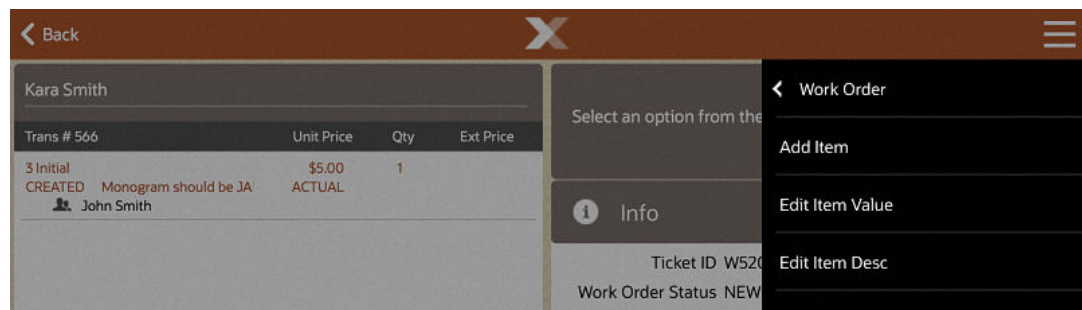 Back
Kara Smith
Trans # 566 Unit Price Qty Ext Price
3 Initial $5.00 1
CREATED Monogram should be JA ACTUAL
John Smith
Select an option from the
Info
Ticket ID W520
Work Order Status NEW
Work Order
Add Item
Edit Item Value
Edit Item Desc